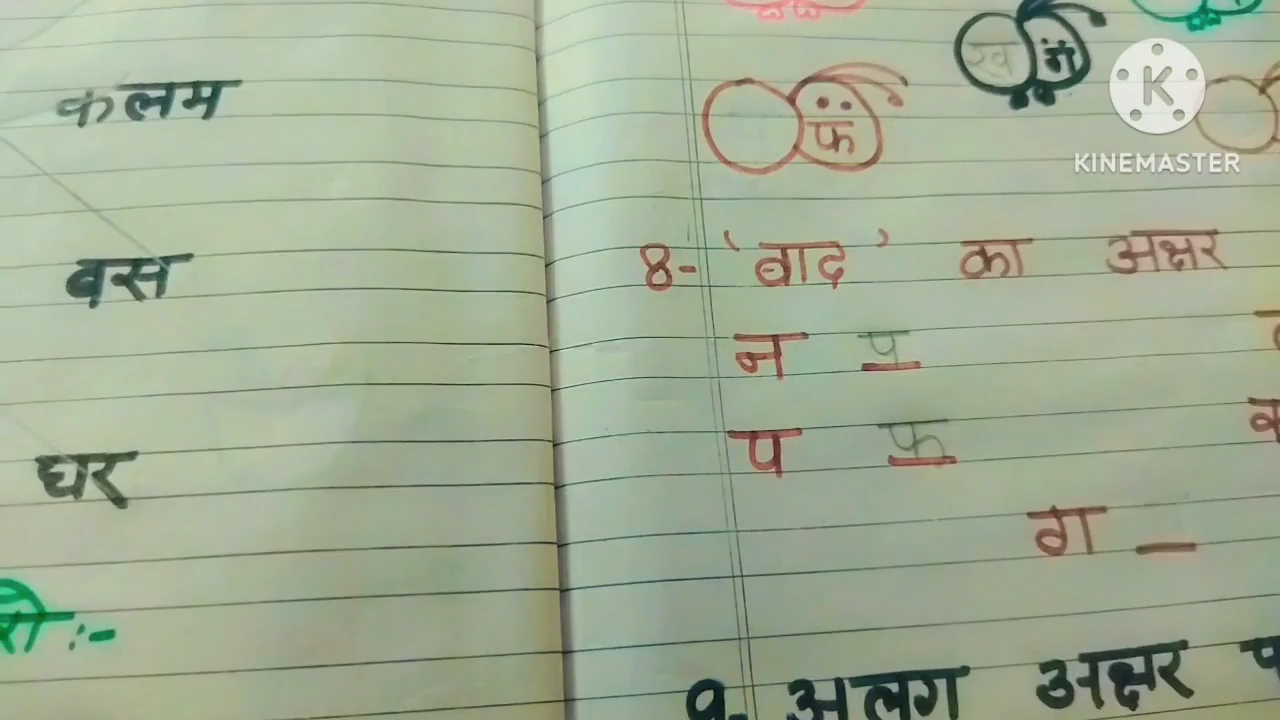 कलम
बस
घर
शे :-
ख ग
फ
8- 'बाद' का अक्षर
न प
प फ
ग _
9. अलग अक्षर
K
KINEMASTER